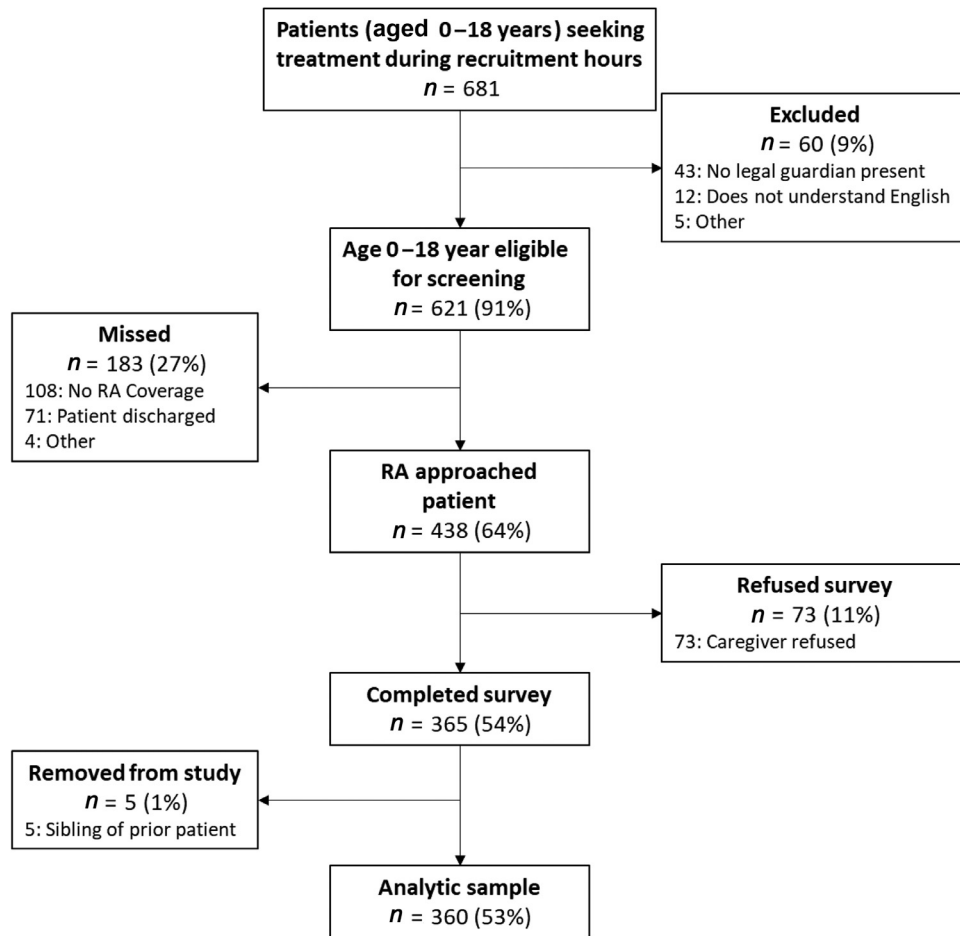 Patients (aged 0–18 years) seeking
treatment during recruitment hours
n = 681
Excluded
n = 60 (9%)
43: No legal guardian present
12: Does not understand English
5: Other
Age 0–18 year eligible
for screening
n = 621 (91%)
Missed
n = 183 (27%)
108: No RA Coverage
71: Patient discharged
4: Other
RA approached
patient
n = 438 (64%)
Refused survey
n = 73 (11%)
73: Caregiver refused
Completed survey
n = 365 (54%)
Removed from study
n = 5 (1%)
5: Sibling of prior patient
Analytic sample
n = 360 (53%)